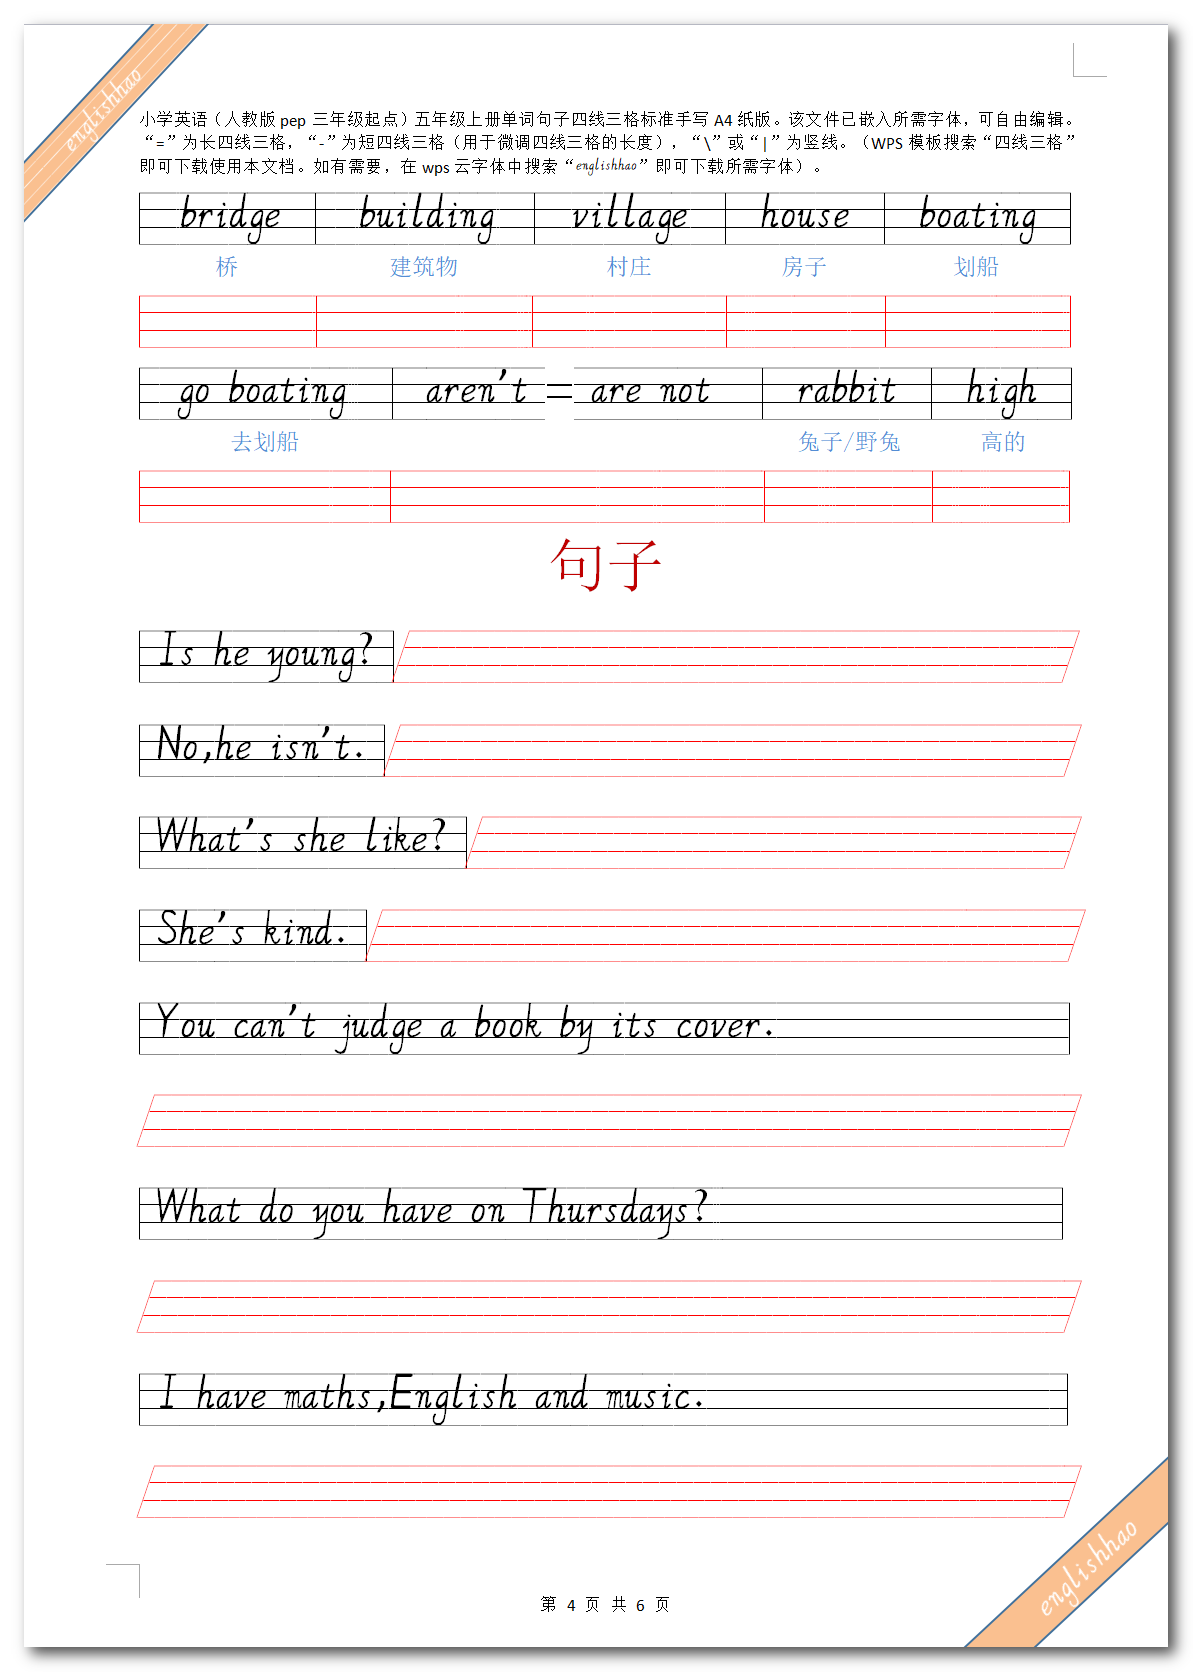 englishhao
小学英语（人教版 pep 三年级起点）五年级上册单词句子四线三格标准手写 A4 纸版。该文件已嵌入所需字体，可自由编辑。
“=”为长四线三格，“-”为短四线三格（用于微调四线三格的长度），“\”或“|”为竖线。（WPS 模板搜索“四线三格”
即可下载使用本文档。如有需要，在 wps 云字体中搜索“englishhao”即可下载所需字体）。
bridge building village house boating
桥 建筑物 村庄 房子 划船
go boating aren't=are not rabbit high
去划船 兔子/野兔 高的
句子
Is he young?
No,he isn't.
What's she like?
She's kind.
You can't judge a book by its cover.
What do you have on Thursdays?
I have maths,English and music.
englishhao
第 4 页 共 6 页